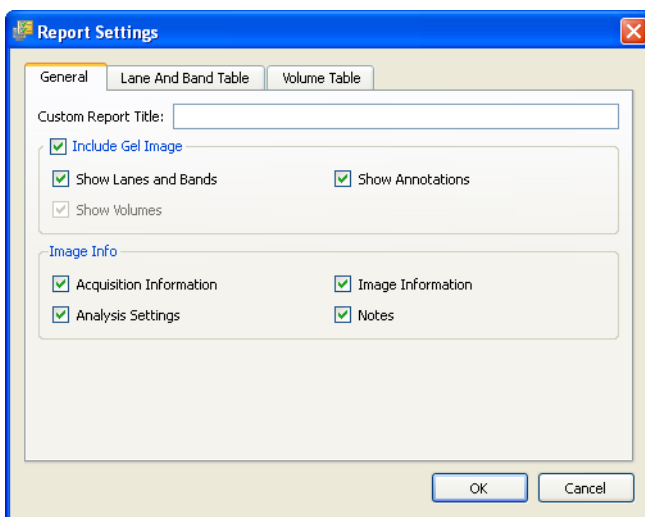 Report Settings
General Lane And Band Table Volume Table
Custom Report Title:
Include Gel Image
Show Lanes and Bands Show Annotations
Show Volumes
Image Info
Acquisition Information Image Information
Analysis Settings Notes
OK Cancel